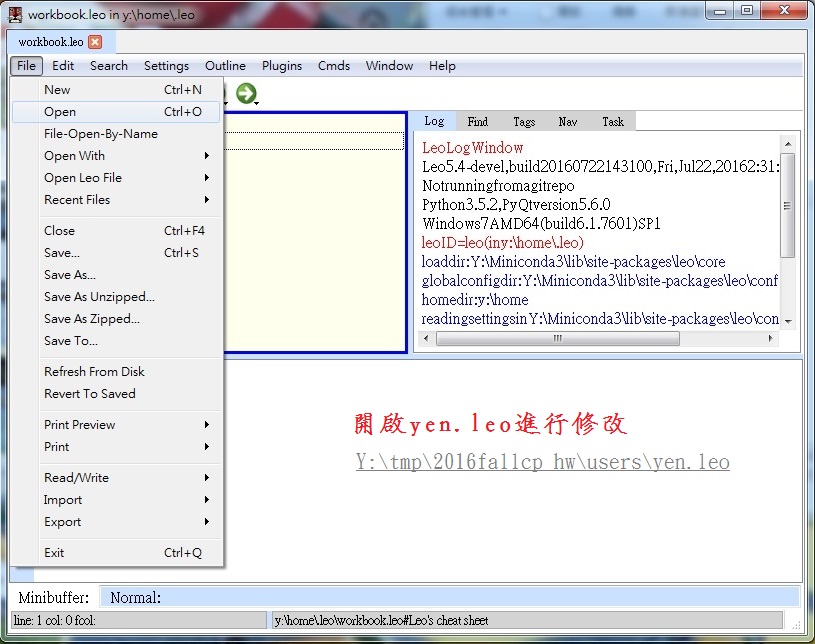 workbook.leo in y:\home\.leo
workbook.leo
File Edit Search Settings Outline Plugins Cmds Window Help
New Ctrl+N
Open Ctrl+O
File-Open-By-Name
Open With
Open Leo File
Recent Files
Close Ctrl+F4
Save... Ctrl+S
Save As...
Save As Unzipped...
Save As Zipped...
Save To...
Refresh From Disk
Revert To Saved
Print Preview
Print
Read/Write
Import
Export
Exit Ctrl+Q
Log Find Tags Nav Task
LeoLogWindow
Leo5.4-devel,build20160722143100,Fri,Jul22,20162:31:
Notrunningfromagitrepo
Python3.5.2,PyQtversion5.6.0
Windows7AMD64(build6.1.7601)SP1
leoID=leo(iny:\home\.leo)
loaddir:Y:\Miniconda3\lib\site-packages\leo\core
globalconfigdir:Y:\Miniconda3\lib\site-packages\leo\conf
homedir:y:\home
readingsettingsinY:\Miniconda3\lib\site-packages\leo\con
開啟yen.leo進行修改
Y:\tmp\2016fallcp_hw\users\yen.leo
Minibuffer: Normal:
line: 1 col: 0 fcol:
y:\home\leo\workbook.leo#Leo's cheat sheet